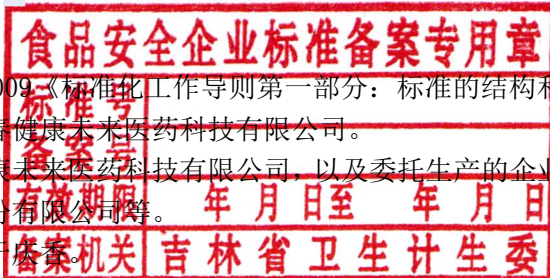 食品安全企业标准备案专用章
009《标准化工作导则第一部分：标准的结构和
标准号
春健康未来医药科技有限公司。
备案号
康未来医药科技有限公司，以及委托生产的企业
有效期限 年 月 日至 年 月 日
份有限公司等。
于庆香。
备案机关 吉林省卫生计生委